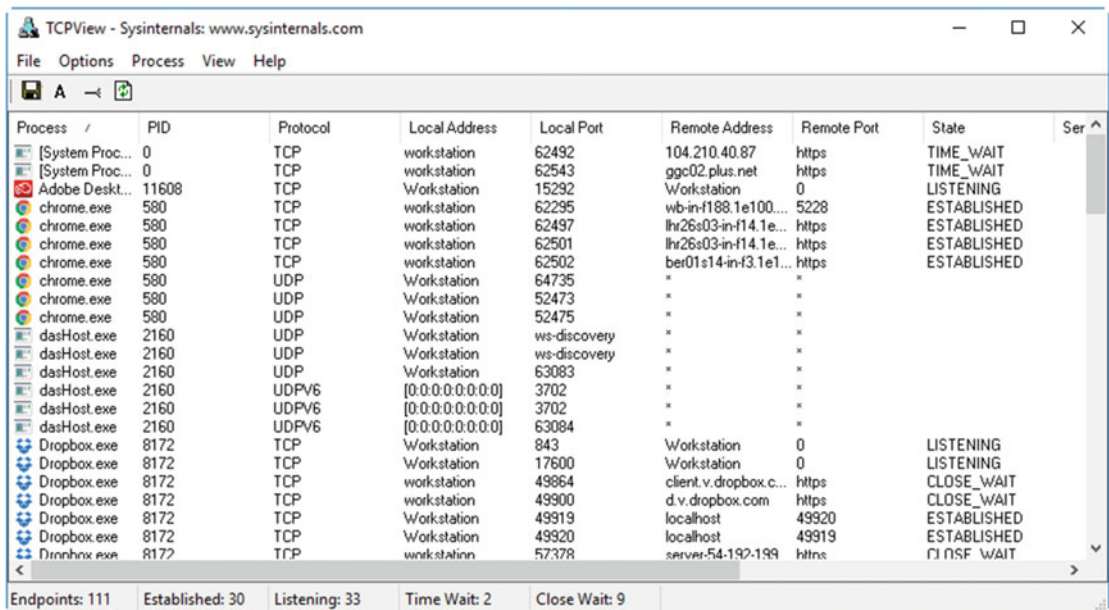 TCPView - Sysinternals: www.sysinternals.com
File Options Process View Help
A
Process / PID Protocol Local Address Local Port Remote Address Remote Port State Ser
[System Proc... 0 TCP workstation 62492 104.210.40.87 https TIME_WAIT
[System Proc... 0 TCP workstation 62543 ggc02.plus.net https TIME_WAIT
Adobe Deskt... 11608 TCP Workstation 15292 Workstation 0 LISTENING
chrome.exe 580 TCP workstation 62295 wb-in-f188.1e100.... 5228 ESTABLISHED
chrome.exe 580 TCP workstation 62497 lhr26s03-in-f14.1e... https ESTABLISHED
chrome.exe 580 TCP workstation 62501 lhr26s03-in-f14.1e... https ESTABLISHED
chrome.exe 580 TCP workstation 62502 ber01s14-in-f3.1e1... https ESTABLISHED
chrome.exe 580 UDP Workstation 64735 * *
chrome.exe 580 UDP Workstation 52473 * *
chrome.exe 580 UDP Workstation 52475 * *
dasHost.exe 2160 UDP Workstation ws-discovery * *
dasHost.exe 2160 UDP Workstation ws-discovery * *
dasHost.exe 2160 UDP Workstation 63083 * *
dasHost.exe 2160 UDPV6 [0:0:0:0:0:0:0:0] 3702 * *
dasHost.exe 2160 UDPV6 [0:0:0:0:0:0:0:0] 3702 * *
dasHost.exe 2160 UDPV6 [0:0:0:0:0:0:0:0] 63084 * *
Dropbox.exe 8172 TCP Workstation 843 Workstation 0 LISTENING
Dropbox.exe 8172 TCP Workstation 17600 Workstation 0 LISTENING
Dropbox.exe 8172 TCP workstation 49864 client.v.dropbox.c... https CLOSE_WAIT
Dropbox.exe 8172 TCP workstation 49900 d.v.dropbox.com https CLOSE_WAIT
Dropbox.exe 8172 TCP Workstation 49919 localhost 49920 ESTABLISHED
Dropbox.exe 8172 TCP Workstation 49920 localhost 49919 ESTABLISHED
Dropbox.exe 8172 TCP workstation 57378 server-54-192-199 https CLOSE_WAIT
Endpoints: 111 Established: 30 Listening: 33 Time Wait: 2 Close Wait: 9